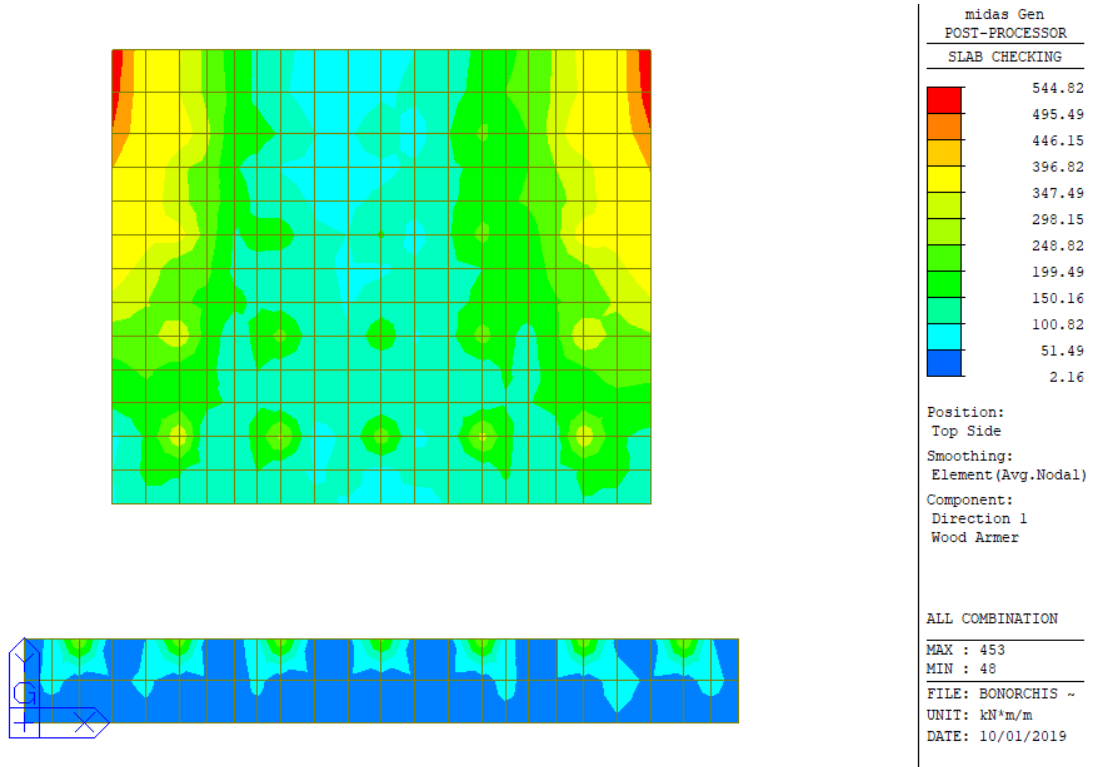 midas Gen
POST-PROCESSOR
SLAB CHECKING
544.82
495.49
446.15
396.82
347.49
298.15
248.82
199.49
150.16
100.82
51.49
2.16
Position:
Top Side
Smoothing:
Element(Avg.Nodal)
Component:
Direction 1
Wood Armer
ALL COMBINATION
MAX : 453
MIN : 48
FILE: BONORCHIS ~
UNIT: kN*m/m
DATE: 10/01/2019
Y
G
X